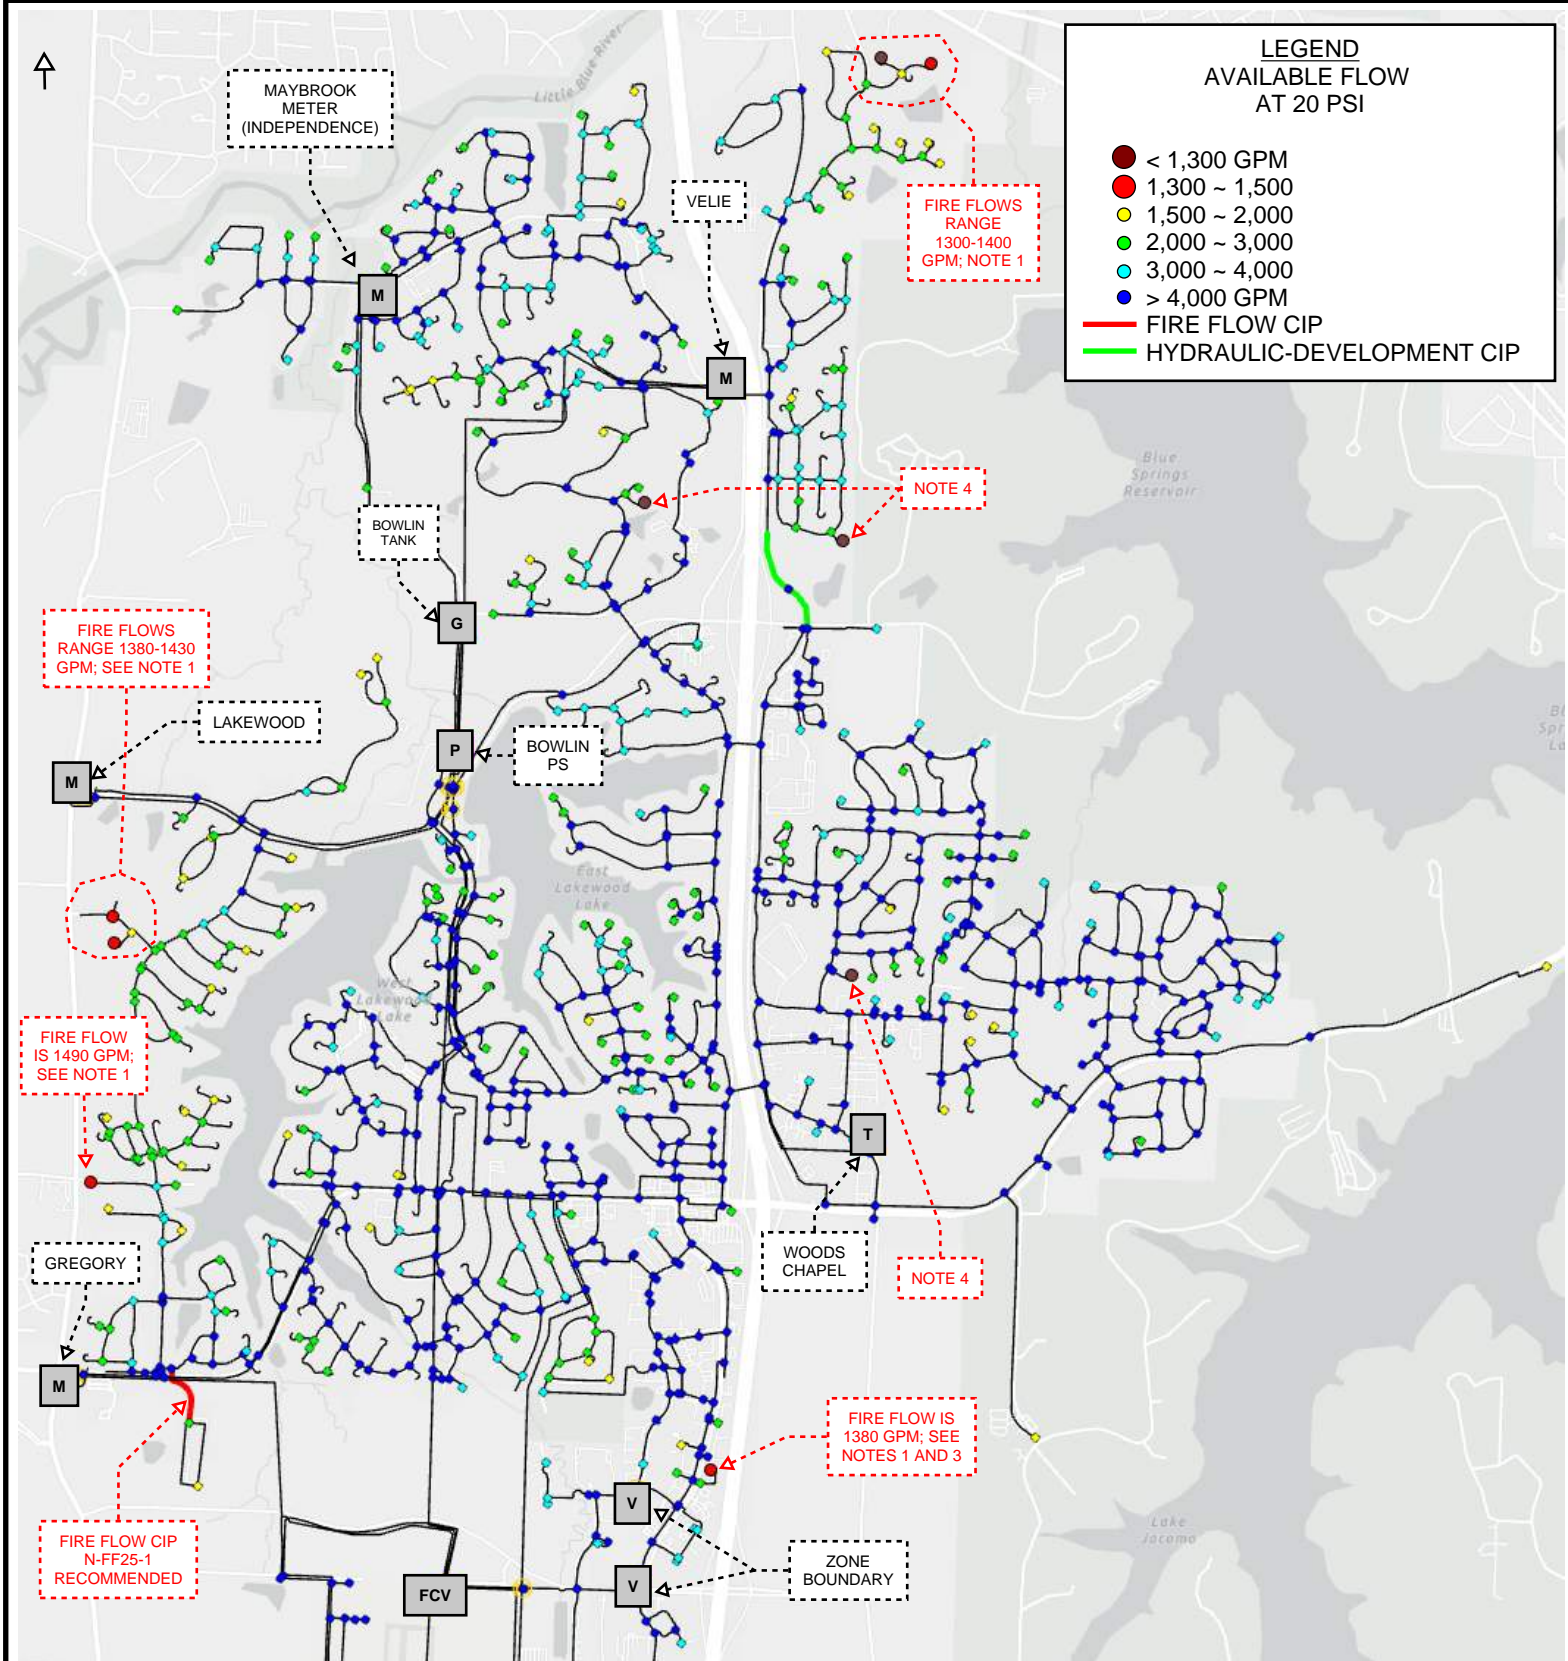 LEGEND
AVAILABLE FLOW
AT 20 PSI
< 1,300 GPM
1,300 ~ 1,500
1,500 ~ 2,000
2,000 ~ 3,000
3,000 ~ 4,000
> 4,000 GPM
FIRE FLOW CIP
HYDRAULIC-DEVELOPMENT CIP
Little Blue River
MAYBROOK
METER
(INDEPENDENCE)
VELIE
FIRE FLOWS
RANGE
1300-1400
GPM; NOTE 1
M
M
Blue
Springs
Reservoir
NOTE 4
BOWLIN
TANK
G
FIRE FLOWS
RANGE 1380-1430
GPM; SEE NOTE 1
LAKEWOOD
P
BOWLIN
PS
M
East
Lakewood
Lake
West
Lakewood
Lake
FIRE FLOW
IS 1490 GPM;
SEE NOTE 1
T
GREGORY
WOODS
CHAPEL
NOTE 4
M
FIRE FLOW IS
1380 GPM; SEE
NOTES 1 AND 3
V
FIRE FLOW CIP
N-FF25-1
RECOMMENDED
Lake
Jacomo
ZONE
BOUNDARY
FCV
V